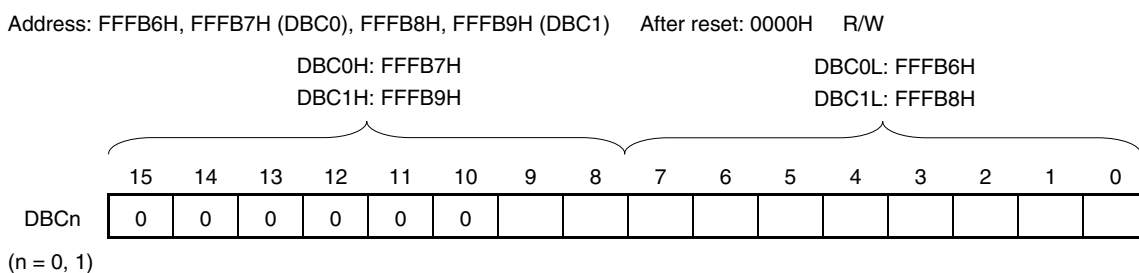 Address: FFFB6H, FFFB7H (DBC0), FFFB8H, FFFB9H (DBC1) After reset: 0000H R/W
DBC0H: FFFB7H DBC0L: FFFB6H
DBC1H: FFFB9H DBC1L: FFFB8H
15 14 13 12 11 10 9 8 7 6 5 4 3 2 1 0
DBCn 0 0 0 0 0 0
(n = 0, 1)